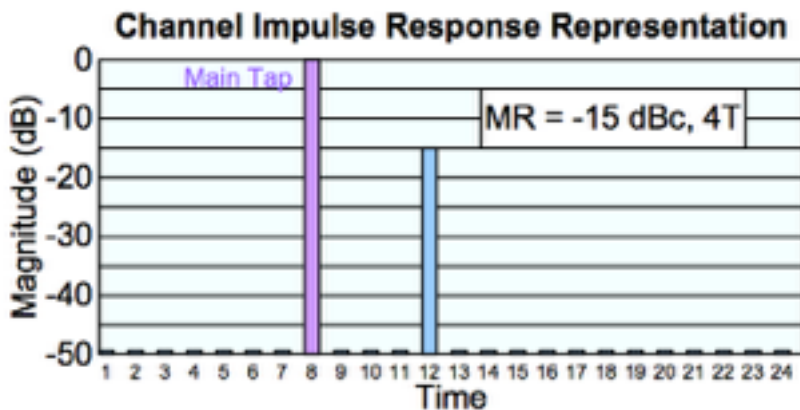 Channel Impulse Response Representation
0
Main Tap
MR = -15 dBc, 4T
-10
-20
-30
-40
-50
Magnitude (dB)
1 2 3 4 5 6 7 8 9 10 11 12 13 14 15 16 17 18 19 20 21 22 23 24
Time